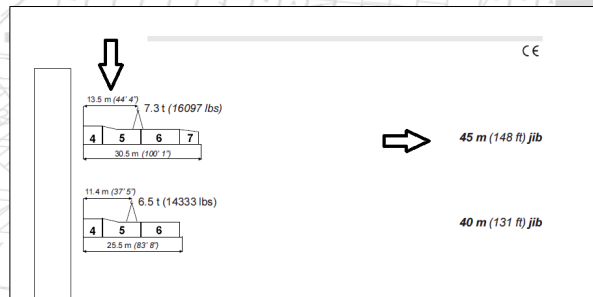 CE
13.5 m (44' 4")
7.3 t (16097 lbs)
4 5 6 7
45 m (148 ft) jib
30.5 m (100' 1")
11.4 m (37' 5")
6.5 t (14333 lbs)
4 5 6
40 m (131 ft) jib
25.5 m (83' 8")